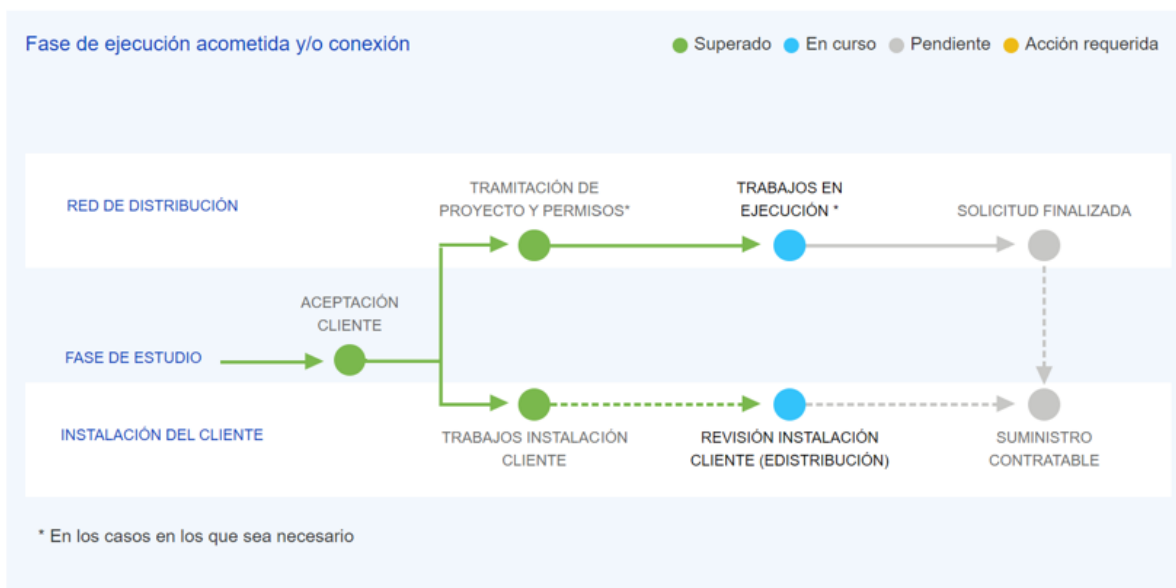 Fase de ejecución acometida y/o conexión
Superado
En curso
Pendiente
Acción requerida
RED DE DISTRIBUCIÓN
TRAMITACIÓN DE
PROYECTO Y PERMISOS*
TRABAJOS EN
EJECUCIÓN *
SOLICITUD FINALIZADA
ACEPTACIÓN
CLIENTE
FASE DE ESTUDIO
INSTALACIÓN DEL CLIENTE
TRABAJOS INSTALACIÓN
CLIENTE
REVISIÓN INSTALACIÓN
CLIENTE (EDISTRIBUCIÓN)
SUMINISTRO
CONTRATABLE
* En los casos en los que sea necesario